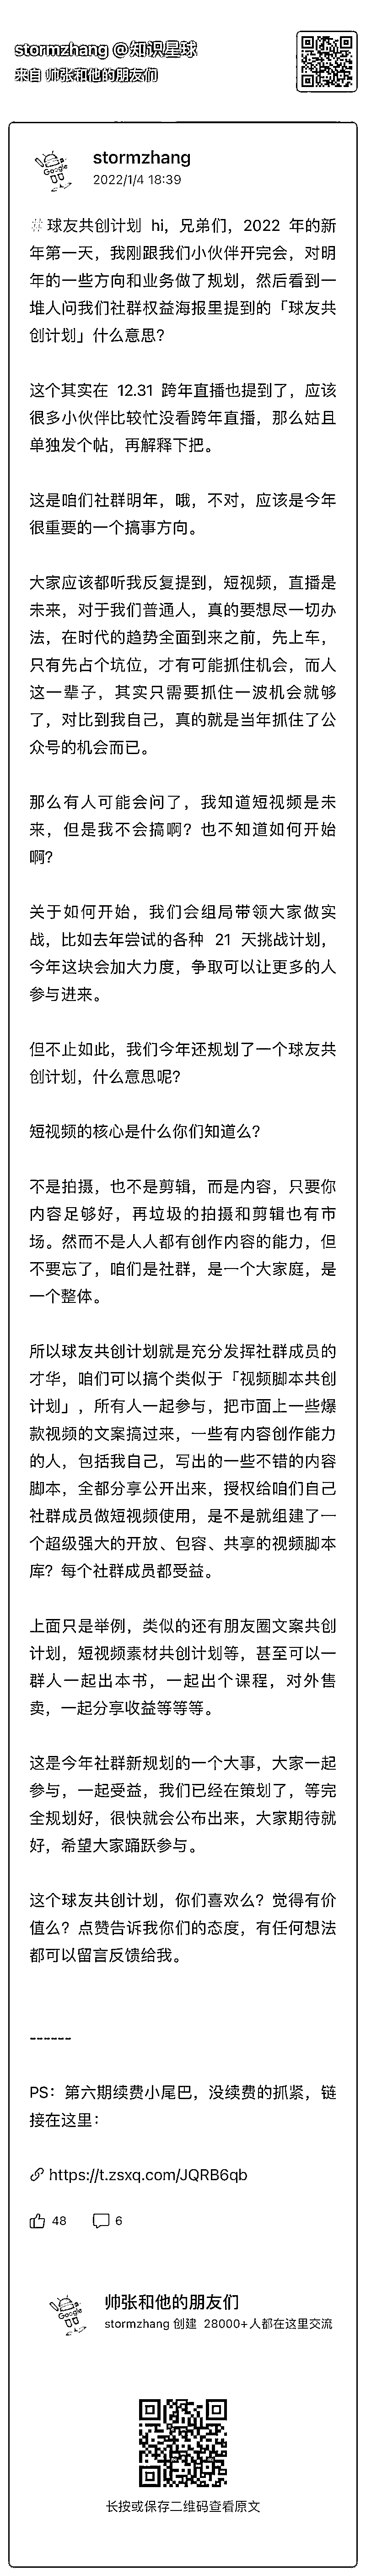 stormzhang @知识星球
来自 帅张和他的朋友们
stormzhang
2022/1/4 18:39
#球友共创计划 hi，兄弟们，2022 年的新
年第一天，我刚跟我们小伙伴开完会，对明
年的一些方向和业务做了规划，然后看到一
堆人问我们社群权益海报里提到的「球友共
创计划」什么意思？
这个其实在 12.31 跨年直播也提到了，应该
很多小伙伴比较忙没看跨年直播，那么姑且
单独发个帖，再解释下把。
这是咱们社群明年，哦，不对，应该是今年
很重要的一个搞事方向。
大家应该都听我反复提到，短视频，直播是
未来，对于我们普通人，真的要想尽一切办
法，在时代的趋势全面到来之前，先上车，
只有先占个坑位，才有可能抓住机会，而人
这一辈子，其实只需要抓住一波机会就够
了，对比到我自己，真的就是当年抓住了公
众号的机会而已。
那么有人可能会问了，我知道短视频是未
来，但是我不会搞啊？也不知道如何开始
啊？
关于如何开始，我们会组局带领大家做实
战，比如去年尝试的各种 21 天挑战计划，
今年这块会加大力度，争取可以让更多的人
参与进来。
但不止如此，我们今年还规划了一个球友共
创计划，什么意思呢？
短视频的核心是什么你们知道么？
不是拍摄，也不是剪辑，而是内容，只要你
内容足够好，再垃圾的拍摄和剪辑也有市
场。然而不是人人都有创作内容的能力，但
不要忘了，咱们是社群，是一个大家庭，是
一个整体。
所以球友共创计划就是充分发挥社群成员的
才华，咱们可以搞个类似于「视频脚本共创
计划」，所有人一起参与，把市面上一些爆
款视频的文案搞过来，一些有内容创作能力
的人，包括我自己，写出的一些不错的内容
脚本，全都分享公开出来，授权给咱们自己
社群成员做短视频使用，是不是就组建了一
个超级强大的开放、包容、共享的视频脚本
库？每个社群成员都受益。
上面只是举例，类似的还有朋友圈文案共创
计划，短视频素材共创计划等，甚至可以一
群人一起出本书，一起出个课程，对外售
卖，一起分享收益等等等。
这是今年社群新规划的一个大事，大家一起
参与，一起受益，我们已经在策划了，等完
全规划好，很快就会公布出来，大家期待就
好，希望大家踊跃参与。
这个球友共创计划，你们喜欢么？觉得有价
值么？点赞告诉我你们的态度，有任何想法
都可以留言反馈给我。
------
PS：第六期续费小尾巴，没续费的抓紧，链
接在这里：
https://t.zsxq.com/JQRB6qb
48 6
帅张和他的朋友们
stormzhang 创建 28000+人都在这里交流
长按或保存二维码查看原文